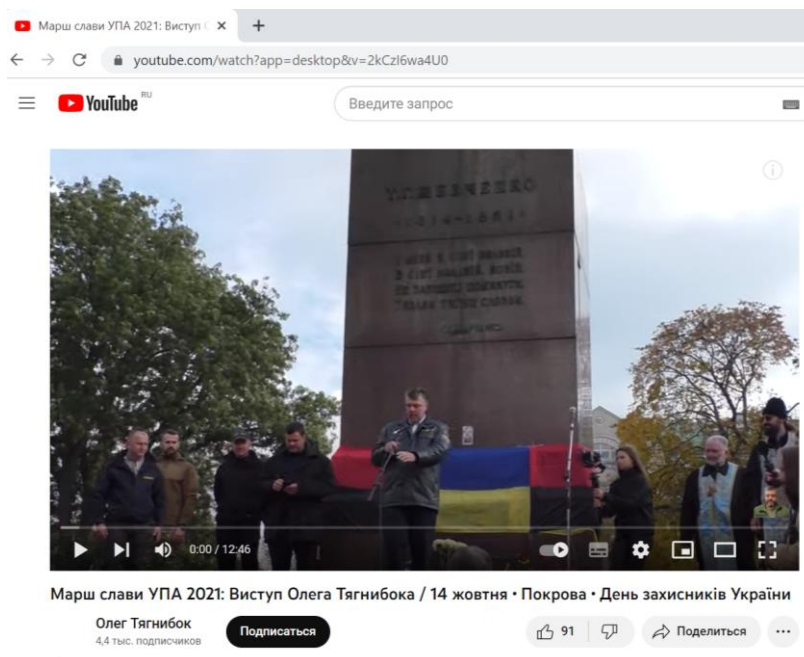 Марш слави УПА 2021: Виступ О
youtube.com/watch?app=desktop&v=2kCzI6wa4U0
YouTube RU
Введите запрос
Т.Г.ШЕВЧЕНКО
0:00 / 12:46
Марш слави УПА 2021: Виступ Олега Тягнибока / 14 жовтня • Покрова • День захисників України
Олег Тягнибок
4,4 тыс. подписчиков
Подписаться
91
Поделиться